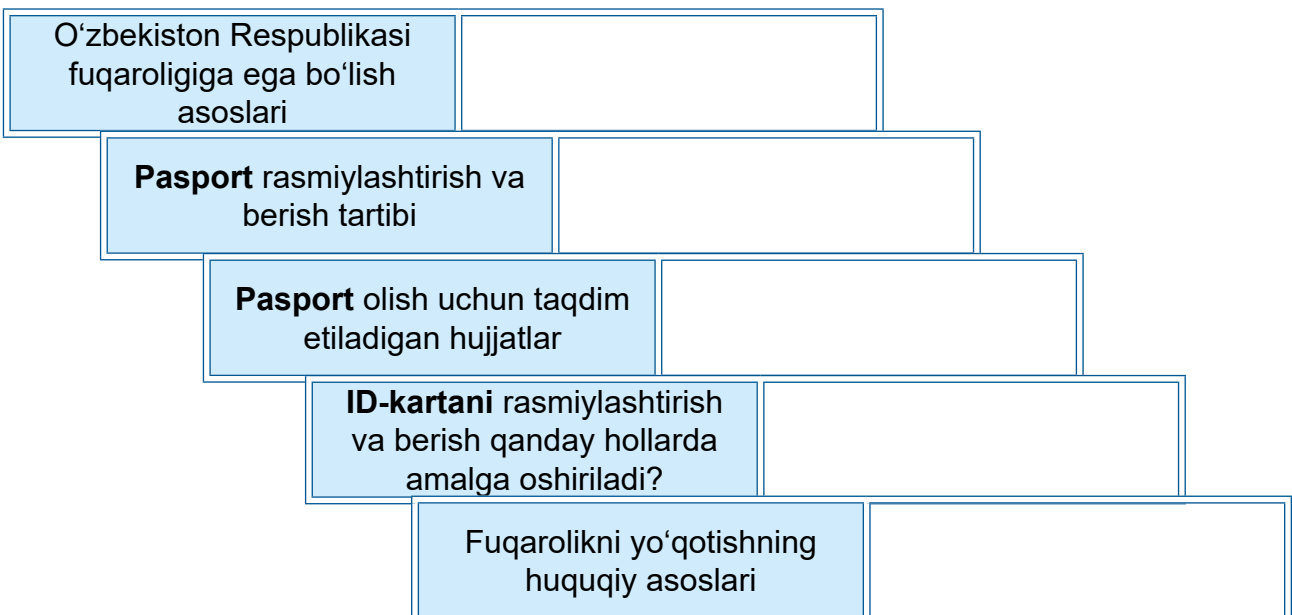 O‘zbekiston Respublikasi
fuqaroligiga ega bo‘lish
asoslari
Pasport rasmiylashtirish va
berish tartibi
Pasport olish uchun taqdim
etiladigan hujjatlar
ID-kartani rasmiylashtirish
va berish qanday hollarda
amalga oshiriladi?
Fuqarolikni yo‘qotishning
huquqiy asoslari